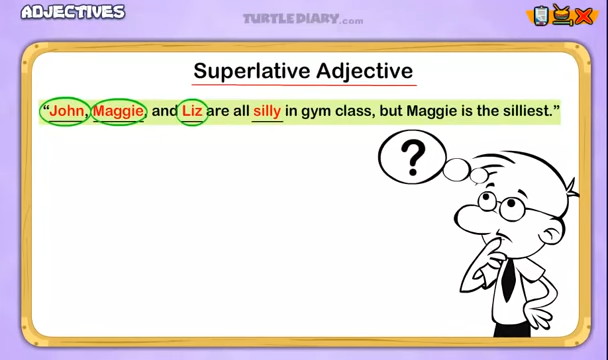 ADJECTIVES
TURTLEDIARY.com
Superlative Adjective
“John, Maggie, and Liz are all silly in gym class, but Maggie is the silliest.”
?